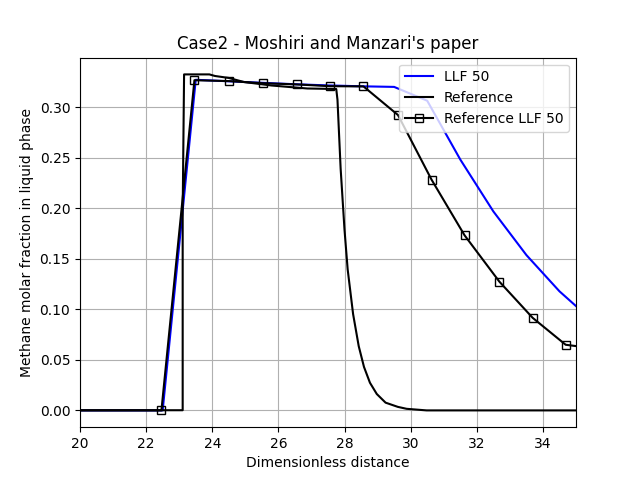 Case2 - Moshiri and Manzari's paper
LLF 50
Reference
Reference LLF 50
Methane molar fraction in liquid phase
0.30
0.25
0.20
0.15
0.10
0.05
0.00
20 22 24 26 28 30 32 34
Dimensionless distance